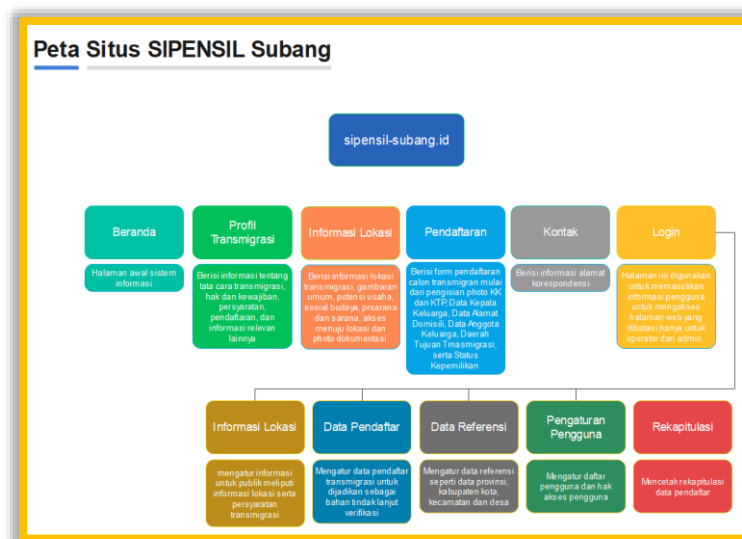 Peta Situs SIPENSIL Subang
sipensil-subang.id
Beranda
Halaman awal sistem
informasi
Profil
Transmigrasi
Berisi informasi tentang
tata cara transmigrasi,
hak dan kewajiban,
persyaratan,
pendaftaran, dan
informasi relevan
lainnya
Informasi Lokasi
Berisi informasi lokasi
transmigrasi, gambaran
umum, potensi usaha,
sosial budaya, prsarana
dan sarana, akses
menuju lokasi dan
photo dokumentasi
Pendaftaran
Berisi form pendaftaran
calon transmigran mulai
dari pengisian photo KK
dan KTP, Data Kepala
Keluarga, Data Alamat
Domisili, Data Anggota
Keluarga, Daerah
Tujuan Trnasmigrasi,
serta Status
Kepemilikan
Kontak
Berisi informasi alamat
korespondensi
Login
Halaman ini digunakan
untuk memasukkan
informasi pengguna
untuk mengakses
halaman web yang
dibatasi hanya untuk
operator dan admin.
Informasi Lokasi
mengatur informasi
untuk publik meliputi
informasi lokasi serta
persyaratan
transmigrasi
Data Pendaftar
Mengatur data pendaftar
transmigrasi untuk
dijadikan sebagai
bahan tindak lanjut
verifikasi
Data Referensi
Mengatur data referensi
seperti data provinsi,
kabupaten kota,
kecamatan dan desa
Pengaturan
Pengguna
Mengatur daftar
pengguna dan hak
akses pengguna
Rekapitulasi
Mencetak rekapitulasi
data pendaftar